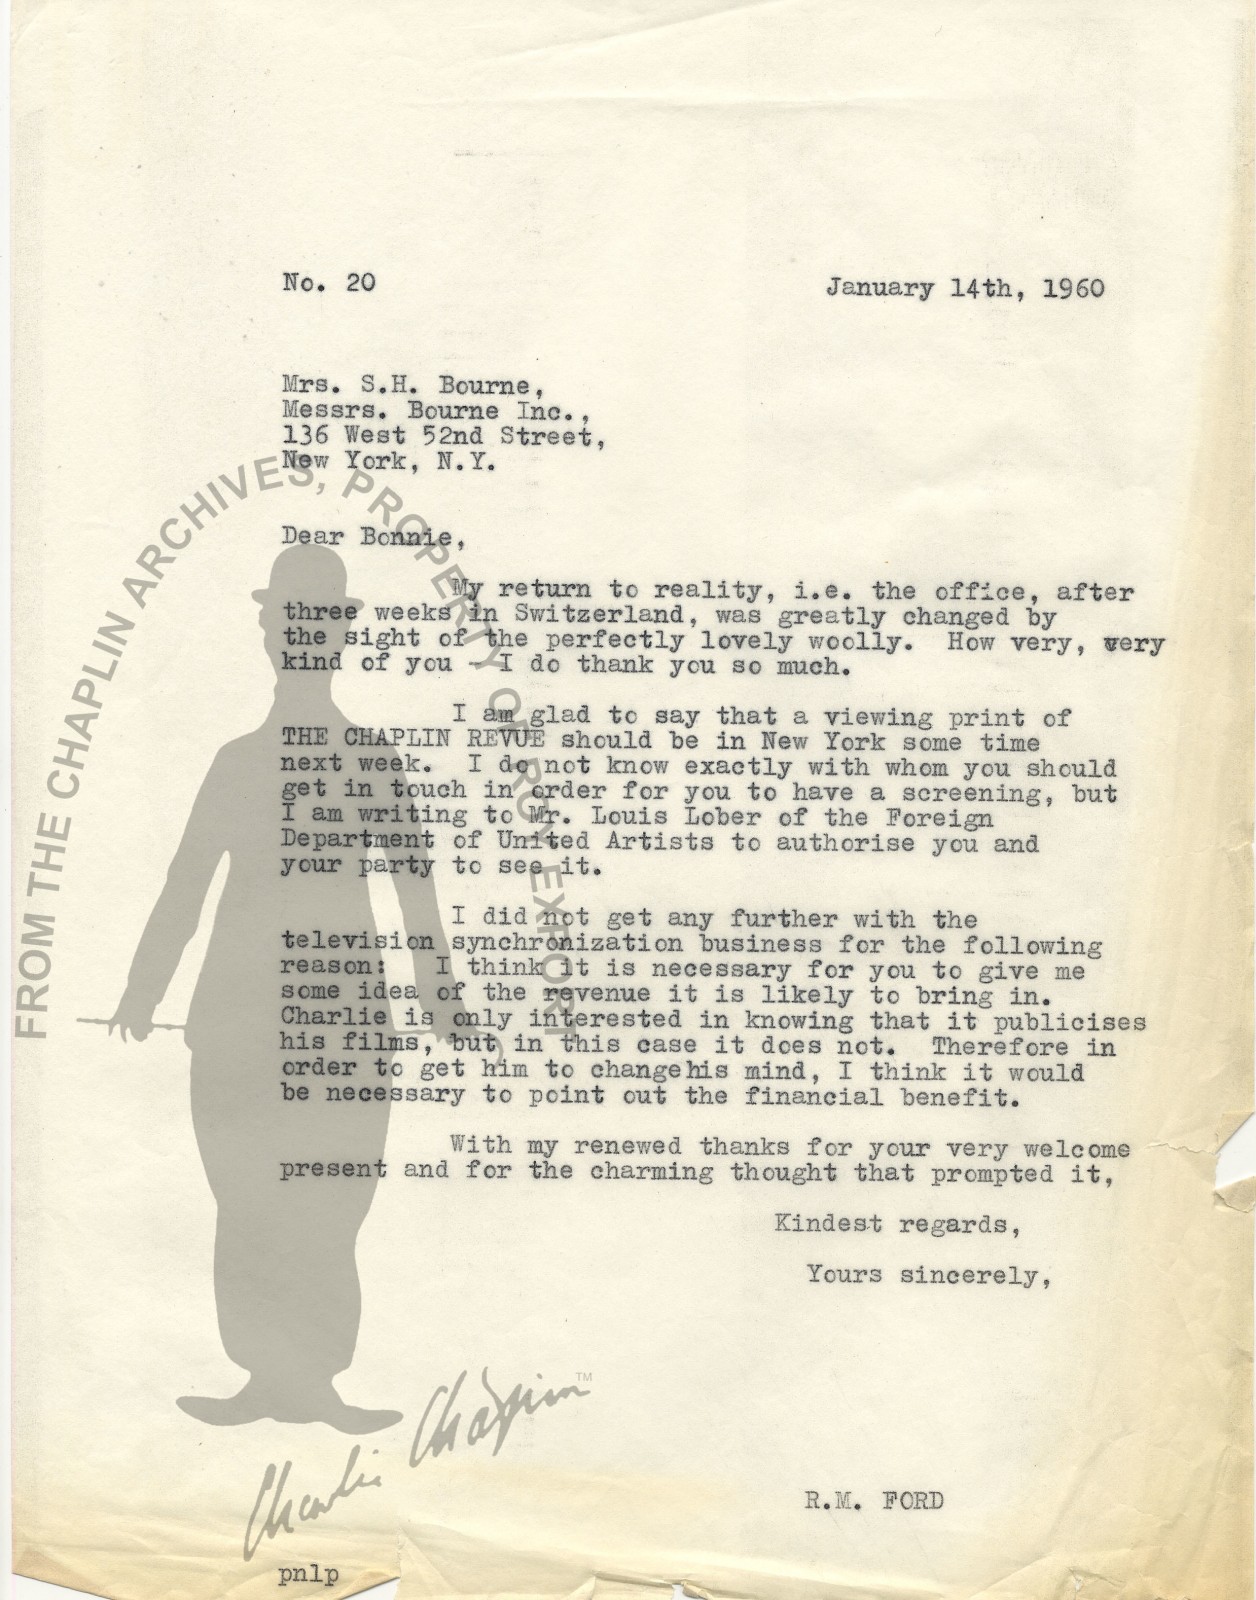 No. 20
January 14th, 1960
Mrs. S.H. Bourne,
Messrs. Bourne Inc.,
136 West 52nd Street,
New York, N.Y.
Dear Bonnie,
My return to reality, i.e. the office, after
three weeks in Switzerland, was greatly changed by
the sight of the perfectly lovely woolly. How very, very
kind of you - I do thank you so much.
I am glad to say that a viewing print of
THE CHAPLIN REVUE should be in New York some time
next week. I do not know exactly with whom you should
get in touch in order for you to have a screening, but
I am writing to Mr. Louis Lober of the Foreign
Department of United Artists to authorise you and
your party to see it.
I did not get any further with the
television synchronization business for the following
reason: I think it is necessary for you to give me
some idea of the revenue it is likely to bring in.
Charlie is only interested in knowing that it publicises
his films, but in this case it does not. Therefore in
order to get him to changehis mind, I think it would
be necessary to point out the financial benefit.
With my renewed thanks for your very welcome
present and for the charming thought that prompted it,
Kindest regards,
Yours sincerely,
R.M. FORD
pnlp
FROM THE CHAPLIN ARCHIVES, PROPERTY OF ROY EXPORT
Charlie Chaplin™